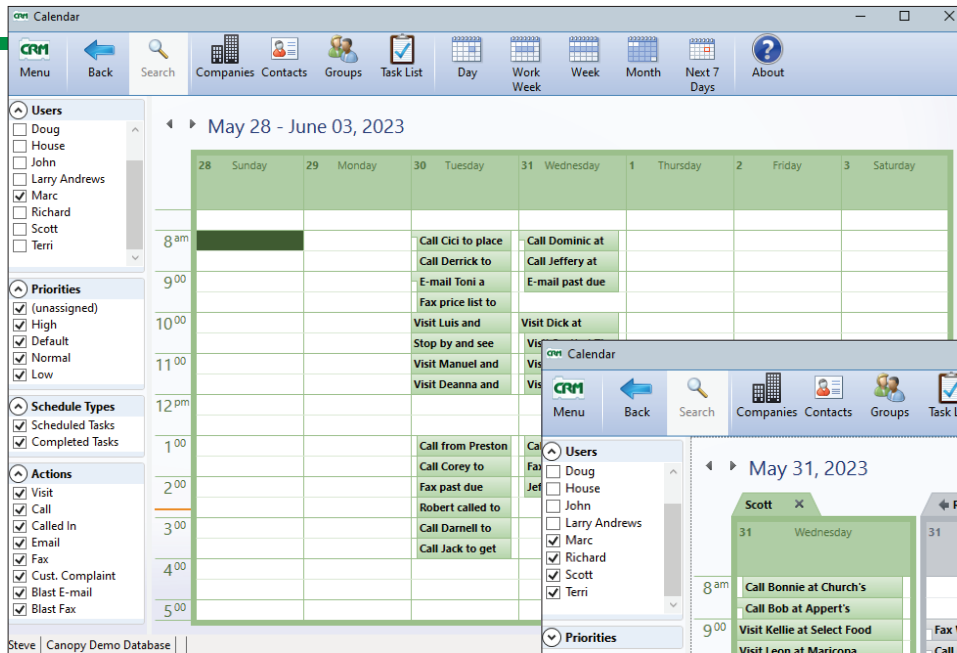 CRM Calendar
CRM
Menu Back Search Companies Contacts Groups Task List Day Work Week Week Month Next 7 Days About
Users
Doug
House
John
Larry Andrews
Marc
Richard
Scott
Terri
Priorities
(unassigned)
High
Default
Normal
Low
Schedule Types
Scheduled Tasks
Completed Tasks
Actions
Visit
Call
Called In
Email
Fax
Cust. Complaint
Blast E-mail
Blast Fax
Steve Canopy Demo Database
May 28 - June 03, 2023
28 Sunday 29 Monday 30 Tuesday 31 Wednesday 1 Thursday 2 Friday 3 Saturday
8 am Call Cici to place Call Dominic at
Call Derrick to Call Jeffery at
9 00 E-mail Toni a E-mail past due
Fax price list to
10 00 Visit Luis and Visit Dick at
Stop by and see
11 00 Visit Manuel and
Visit Deanna and
12 pm
1 00 Call from Preston
Call Corey to
2 00 Fax past due
Robert called to
3 00 Call Darnell to
Call Jack to get
4 00
5 00
CRM Calendar
CRM
Menu Back Search Companies Contacts Groups Task
Users
Doug
House
John
Larry Andrews
Marc
Richard
Scott
Terri
Priorities
May 31, 2023
Scott
31 Wednesday 31
8 am Call Bonnie at Church's
Call Bob at Appert's
9 00 Visit Kellie at Select Food Fax
Visit Leon at Maricopa Call